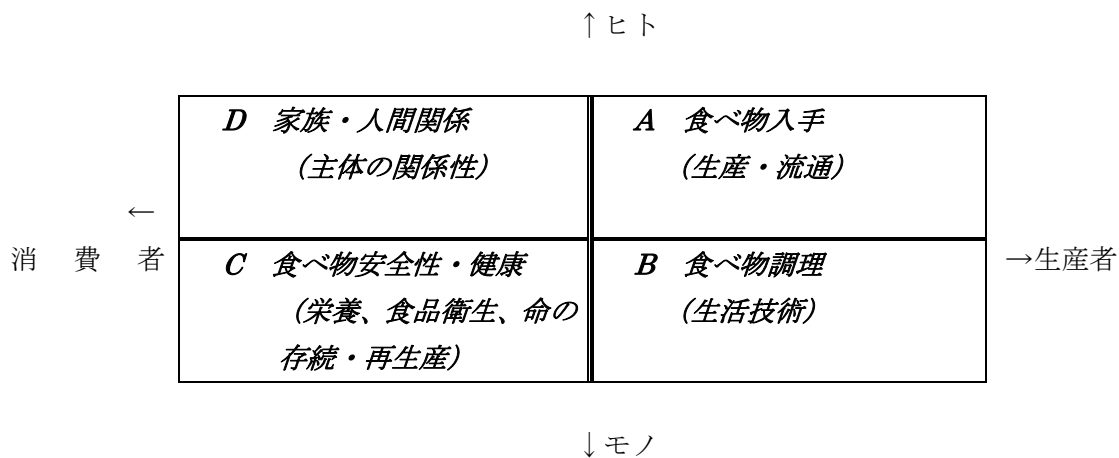 ↑ヒト
D 家族・人間関係
(主体の関係性)
A 食べ物入手
(生産・流通)
←
消 費 者
C 食べ物安全性・健康
(栄養、食品衛生、命の
存続・再生産)
B 食べ物調理
(生活技術)
→生産者
↓モノ